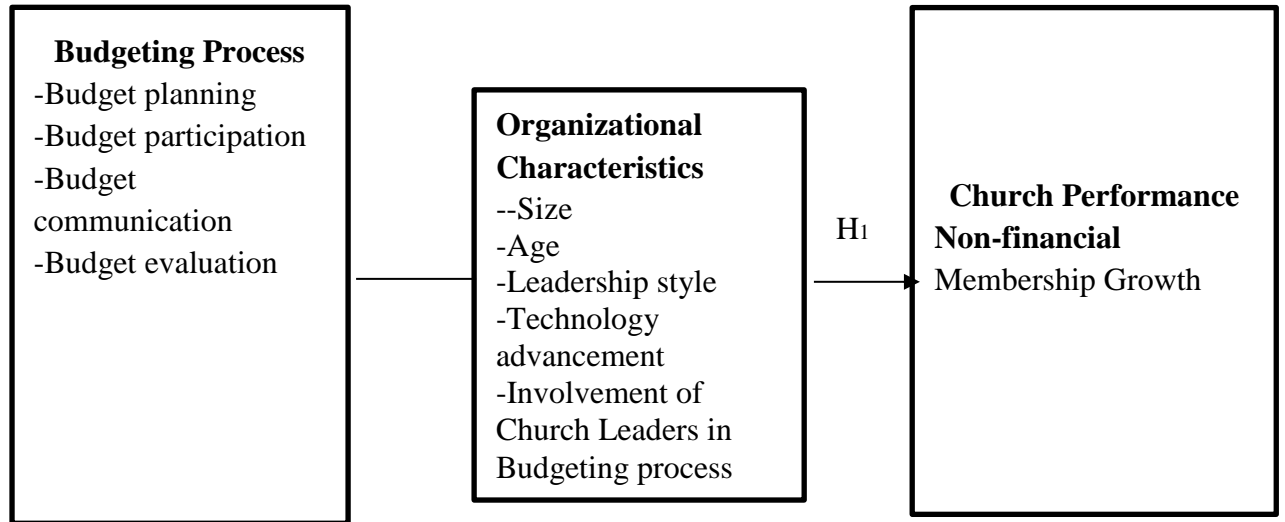 Budgeting Process
-Budget planning
-Budget participation
-Budget
communication
-Budget evaluation
Organizational
Characteristics
--Size
-Age
-Leadership style
-Technology
advancement
-Involvement of
Church Leaders in
Budgeting process
H1
Church Performance
Non-financial
Membership Growth